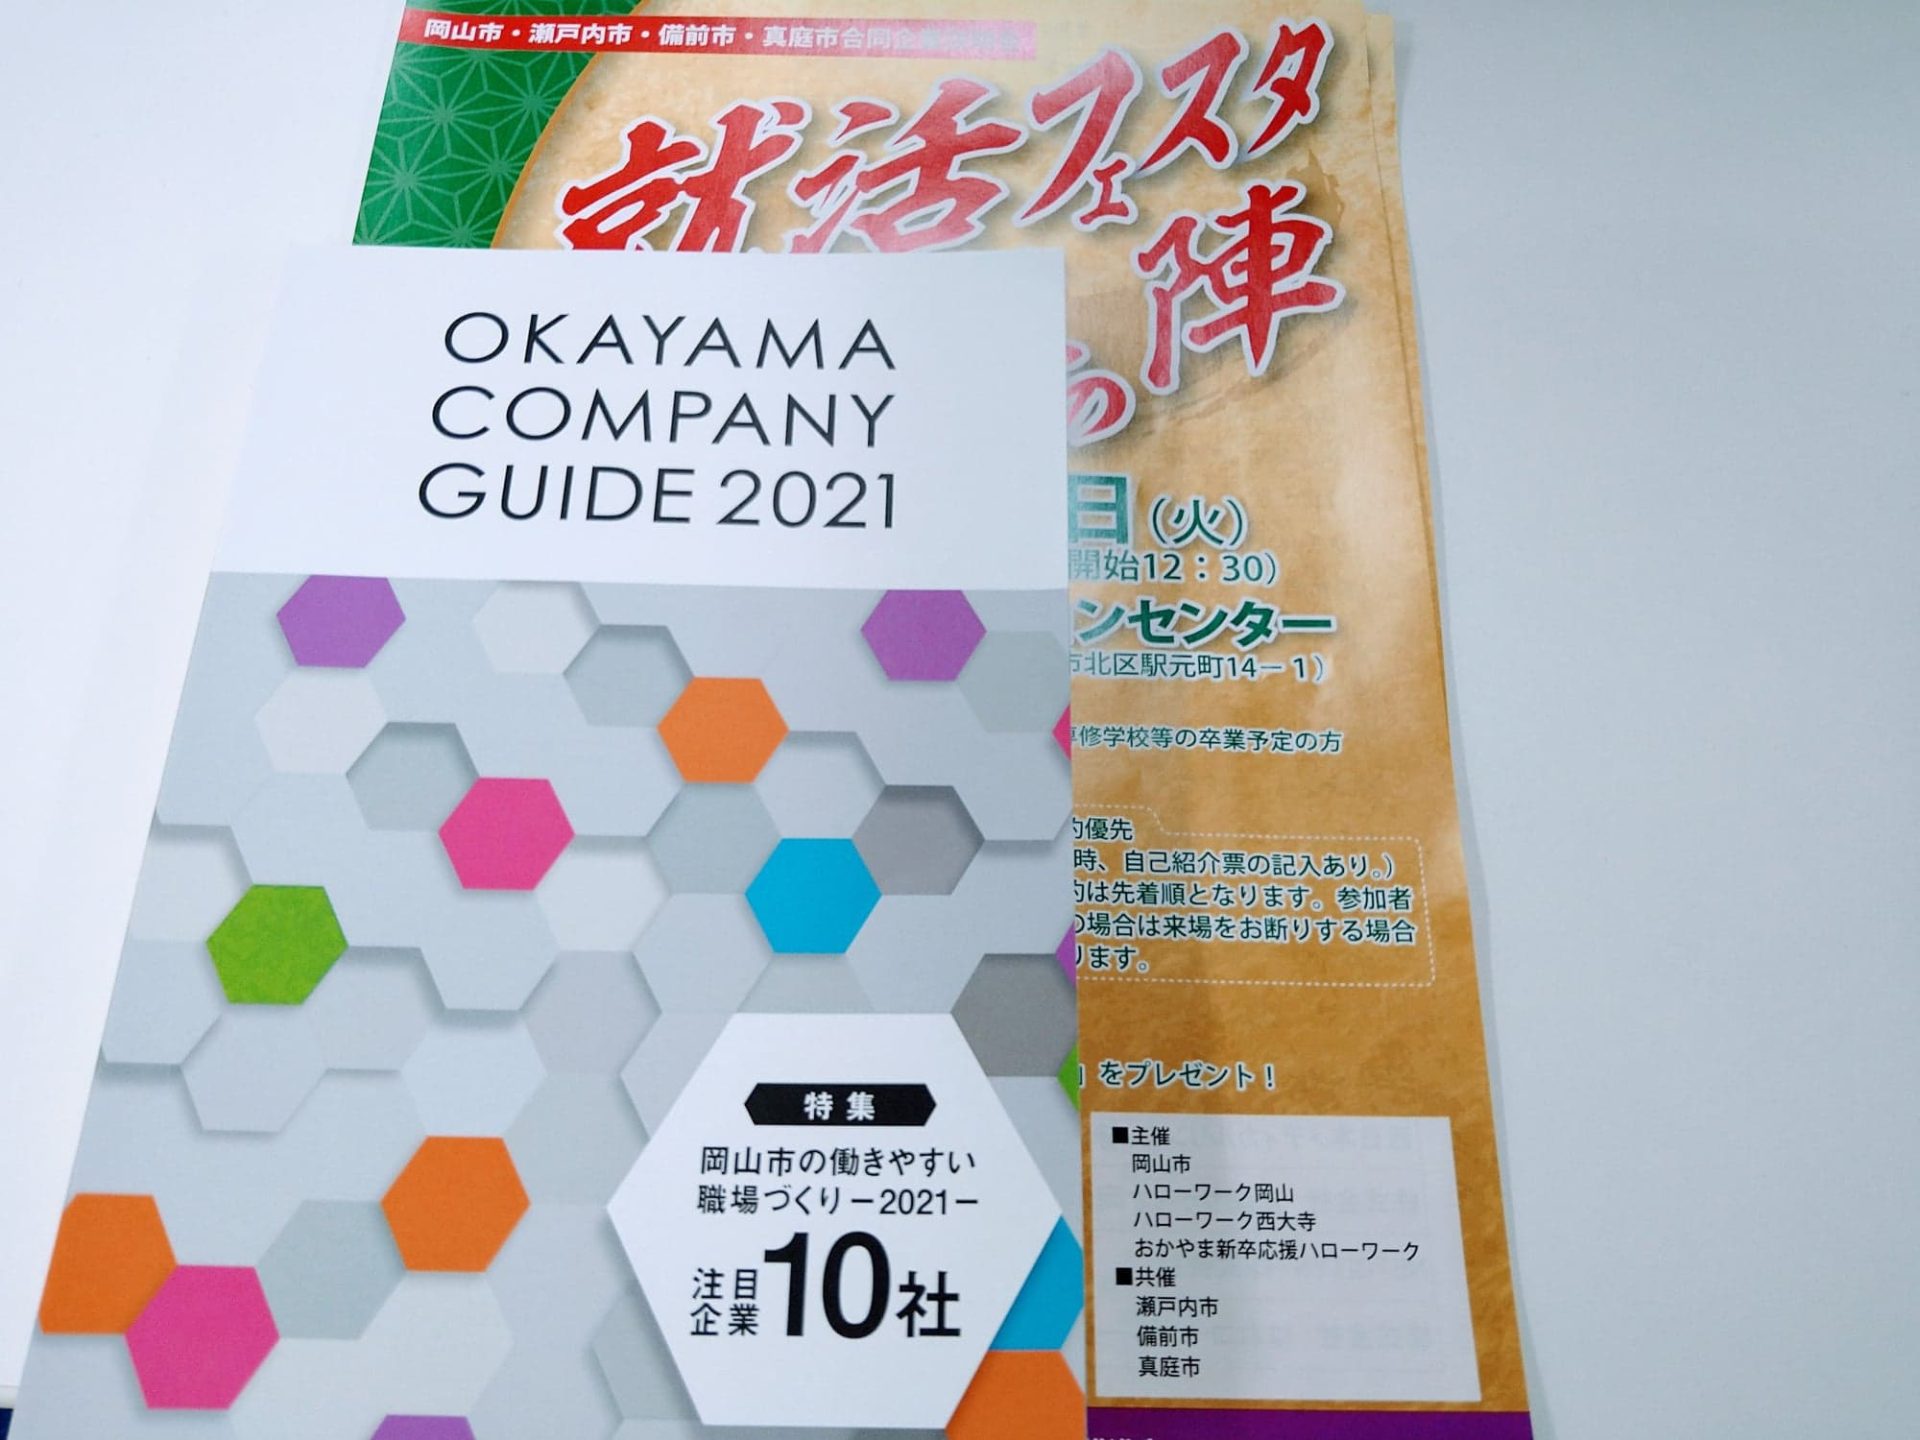 岡山市・瀬戸内市・備前市・真庭市合同企業
就活フェスタ
陣
OKAYAMA
COMPANY
GUIDE 2021
日（火）
開始12：30）
ンセンター
市北区駅元町14－1）
修学校等の卒業予定の方
約優先
時、自己紹介票の記入あり。）
約は先着順となります。参加者
の場合は来場をお断りする場合
ります。
」をプレゼント！
特集
岡山市の働きやすい
職場づくり－2021－
注目
企業10社
■主催
岡山市
ハローワーク岡山
ハローワーク西大寺
おかやま新卒応援ハローワーク
■共催
瀬戸内市
備前市
真庭市